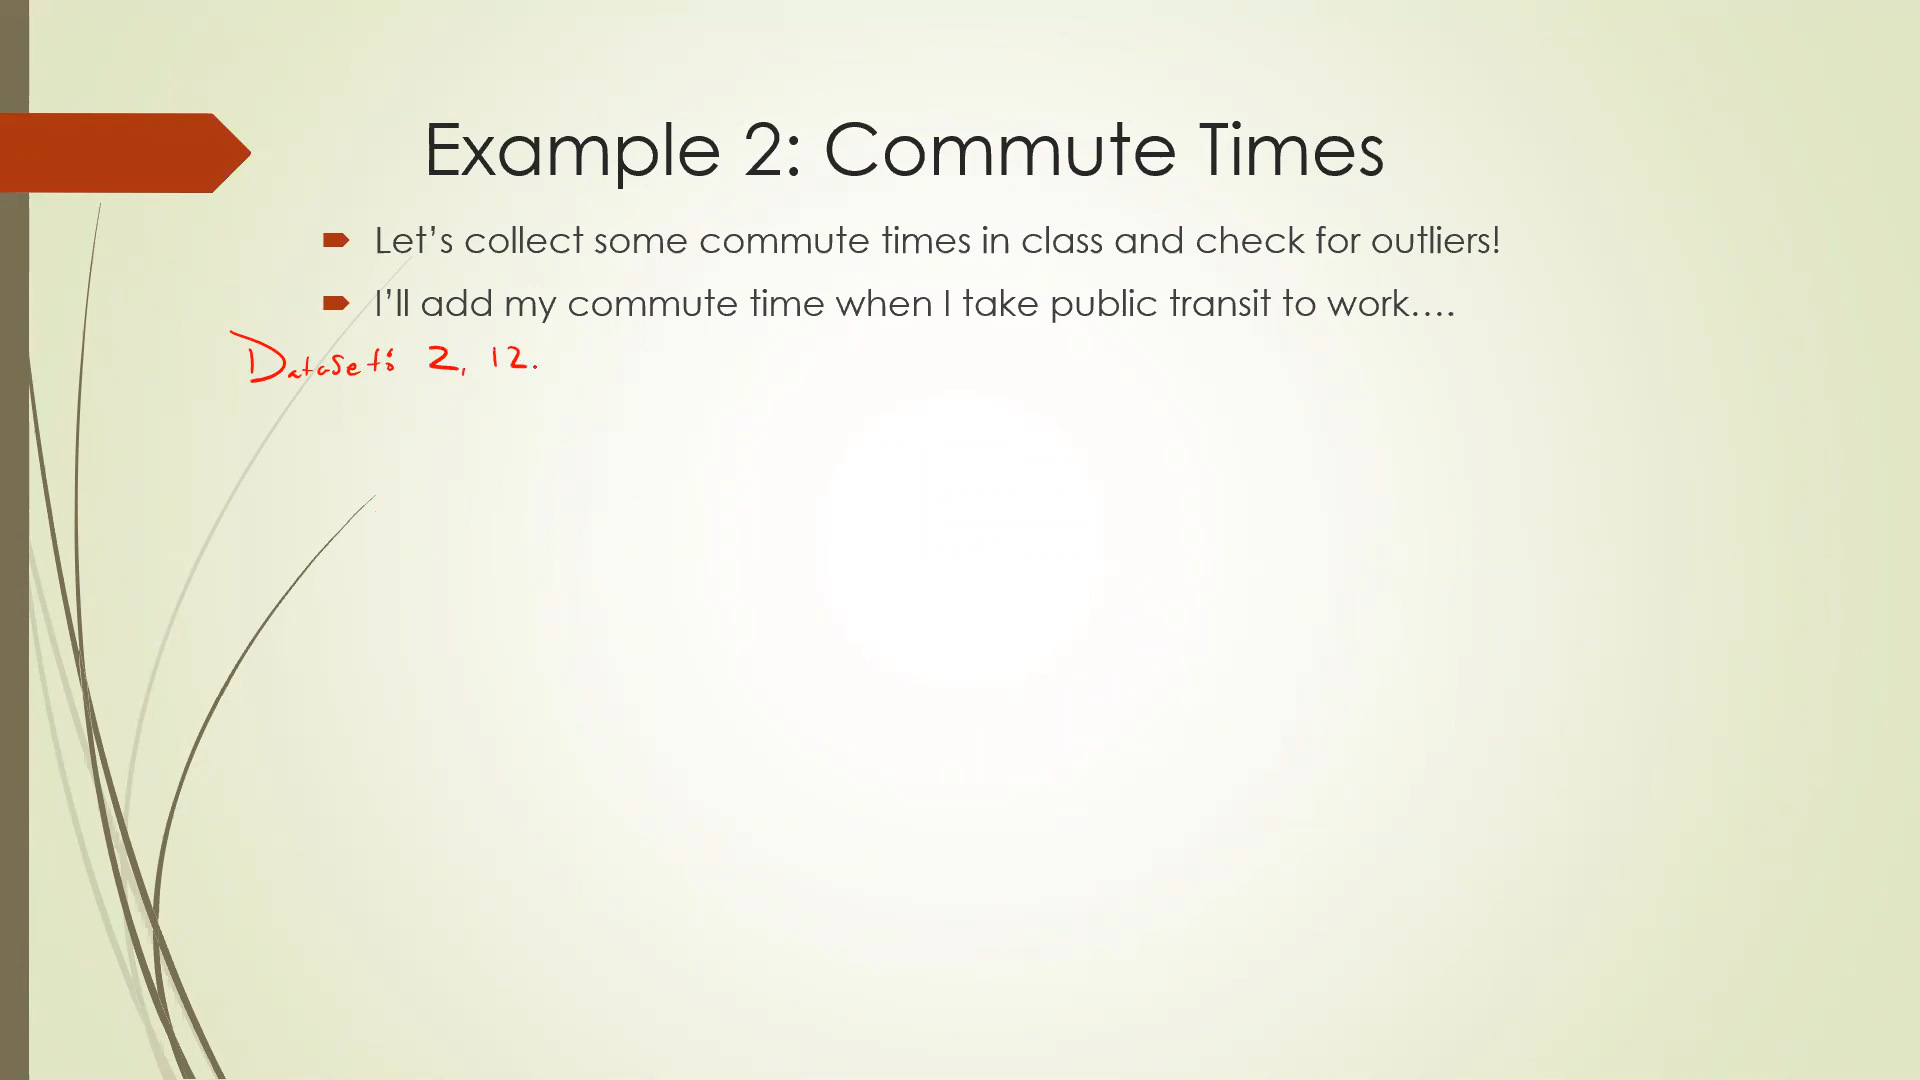 Example 2: Commute Times
Let’s collect some commute times in class and check for outliers!
I’ll add my commute time when I take public transit to work….
Dataset: 2, 12.